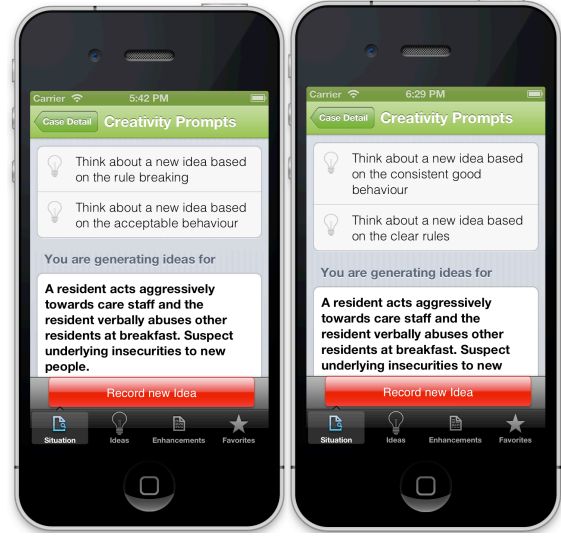 Carrier 5:42 PM
Case Detail Creativity Prompts
Think about a new idea based
on the rule breaking
Think about a new idea based
on the acceptable behaviour
You are generating ideas for
A resident acts aggressively
towards care staff and the
resident verbally abuses other
residents at breakfast. Suspect
underlying insecurities to new
people.
Record new Idea
Situation Ideas Enhancements Favorites
Carrier 6:29 PM
Case Detail Creativity Prompts
Think about a new idea based
on the consistent good
behaviour
Think about a new idea based
on the clear rules
You are generating ideas for
A resident acts aggressively
towards care staff and the
resident verbally abuses other
residents at breakfast. Suspect
underlying insecurities to new
Record new Idea
Situation Ideas Enhancements Favorites